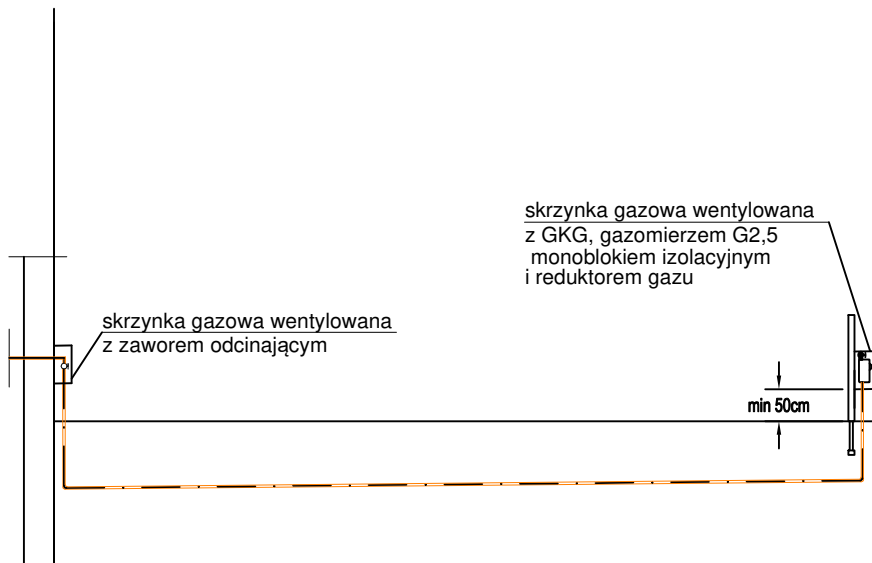 skrzynka gazowa wentylowana
z GKG, gazomierzem G2,5
monoblokiem izolacyjnym
i reduktorem gazu
skrzynka gazowa wentylowana
z zaworem odcinającym
min 50cm